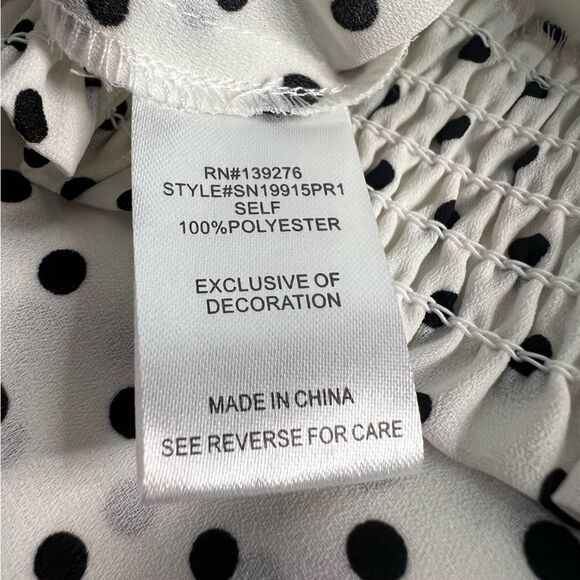 RN#139276
STYLE#SN19915PR1
SELF
100%POLYESTER
EXCLUSIVE OF
DECORATION
MADE IN CHINA
SEE REVERSE FOR CARE